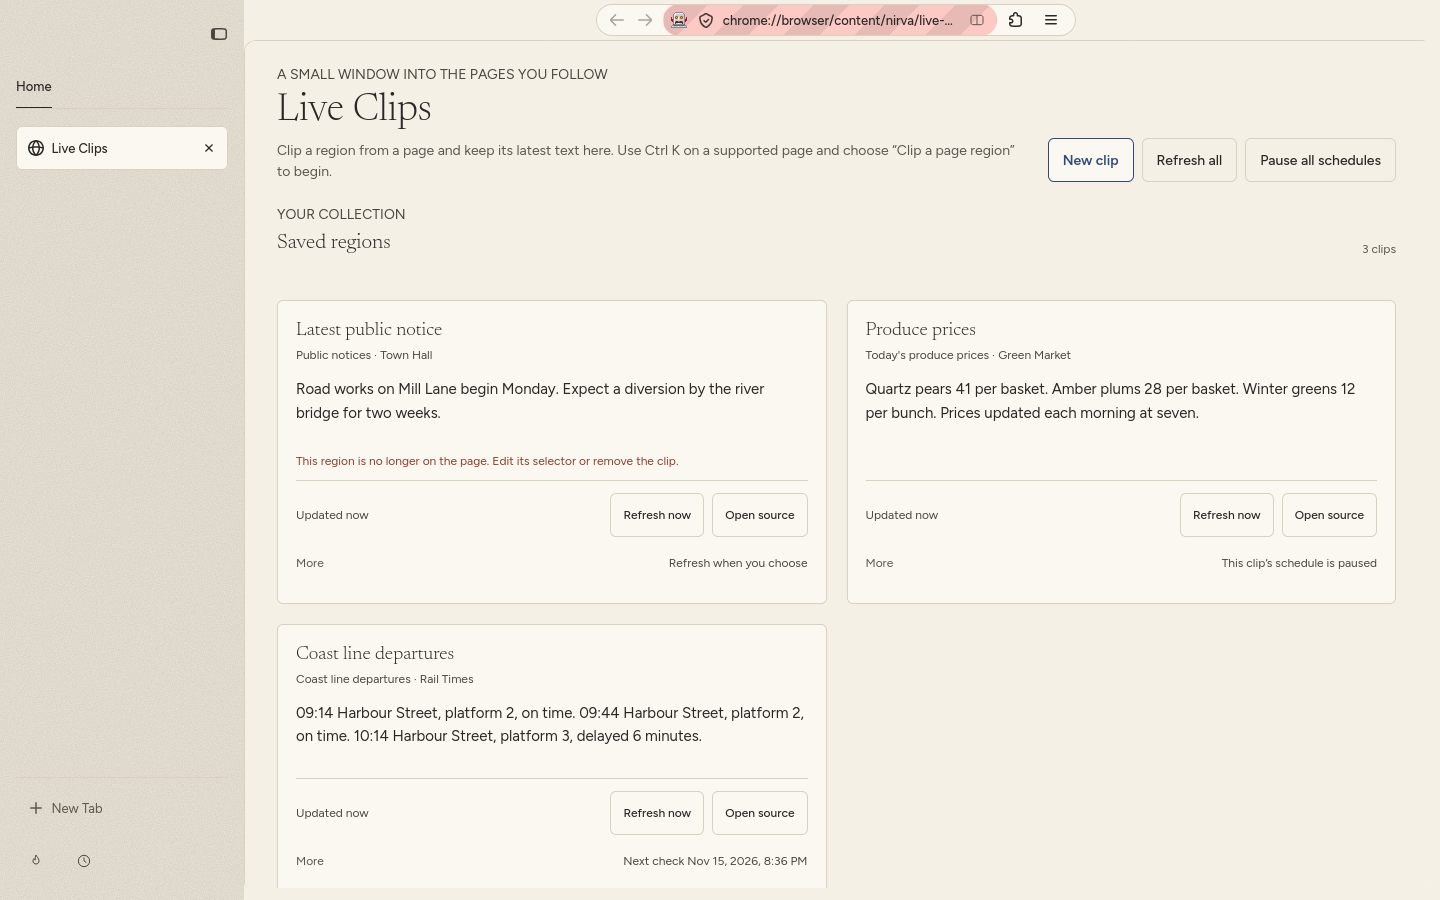 chrome://browser/content/nirva/live-...
Home
Live Clips
New Tab
A SMALL WINDOW INTO THE PAGES YOU FOLLOW
Live Clips
Clip a region from a page and keep its latest text here. Use Ctrl K on a supported page and choose “Clip a page region”
to begin.
New clip
Refresh all
Pause all schedules
YOUR COLLECTION
Saved regions
3 clips
Latest public notice
Public notices · Town Hall
Road works on Mill Lane begin Monday. Expect a diversion by the river
bridge for two weeks.
This region is no longer on the page. Edit its selector or remove the clip.
Updated now
Refresh now
Open source
More
Refresh when you choose
Produce prices
Today's produce prices · Green Market
Quartz pears 41 per basket. Amber plums 28 per basket. Winter greens 12
per bunch. Prices updated each morning at seven.
Updated now
Refresh now
Open source
More
This clip’s schedule is paused
Coast line departures
Coast line departures · Rail Times
09:14 Harbour Street, platform 2, on time. 09:44 Harbour Street, platform 2,
on time. 10:14 Harbour Street, platform 3, delayed 6 minutes.
Updated now
Refresh now
Open source
More
Next check Nov 15, 2026, 8:36 PM